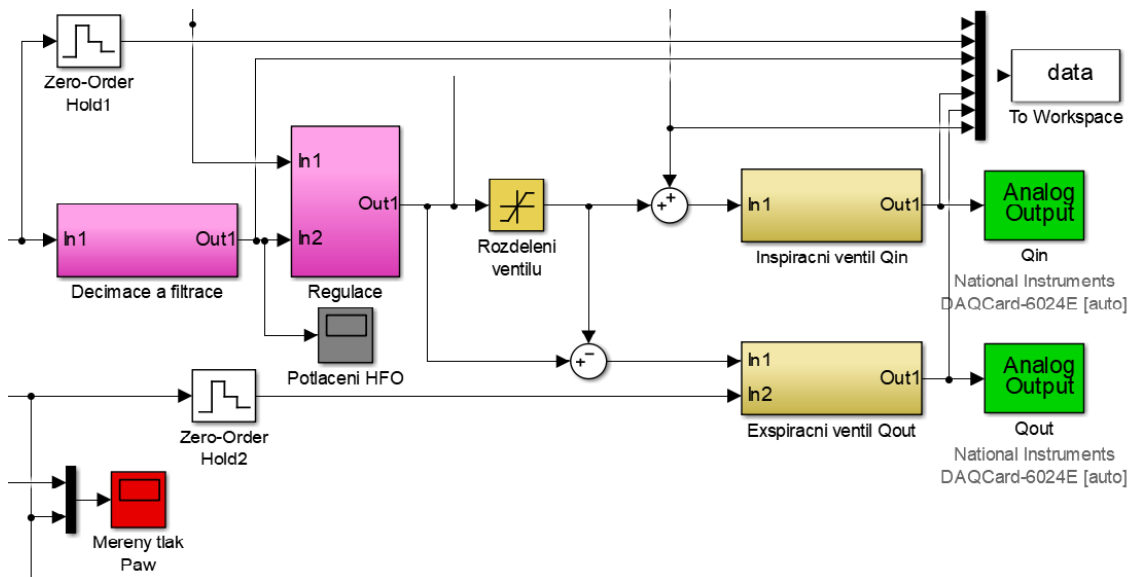 Zero-Order
Hold1
data
To Workspace
In1
Out1
In2
Regulace
In1
Out1
Decimace a filtrace
Rozdeleni
ventilu
+
+
In1
Out1
Inspiracni ventil Qin
Analog
Output
Qin
National Instruments
DAQCard-6024E [auto]
Potlaceni HFO
+
−
In1
In2
Out1
Exspiracni ventil Qout
Analog
Output
Qout
National Instruments
DAQCard-6024E [auto]
Zero-Order
Hold2
Mereny tlak
Paw